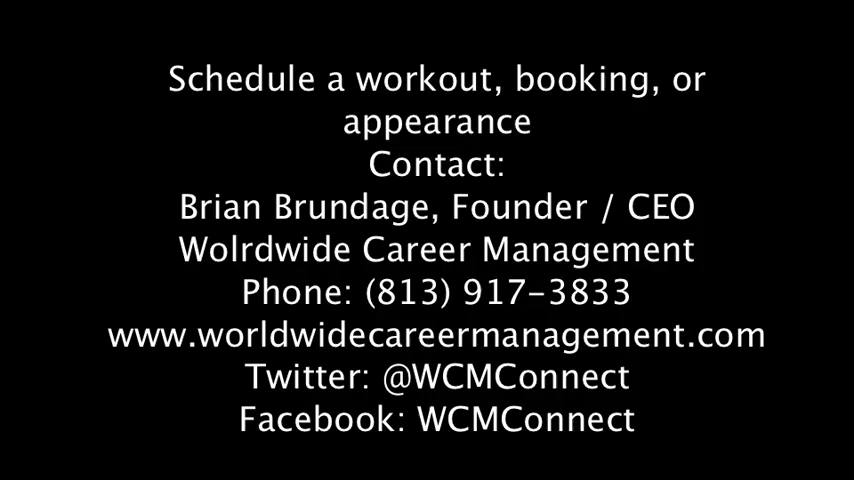 Schedule a workout, booking, or
appearance
Contact:
Brian Brundage, Founder / CEO
Wolrdwide Career Management
Phone: (813) 917-3833
www.worldwidecareermanagement.com
Twitter: @WCMConnect
Facebook: WCMConnect